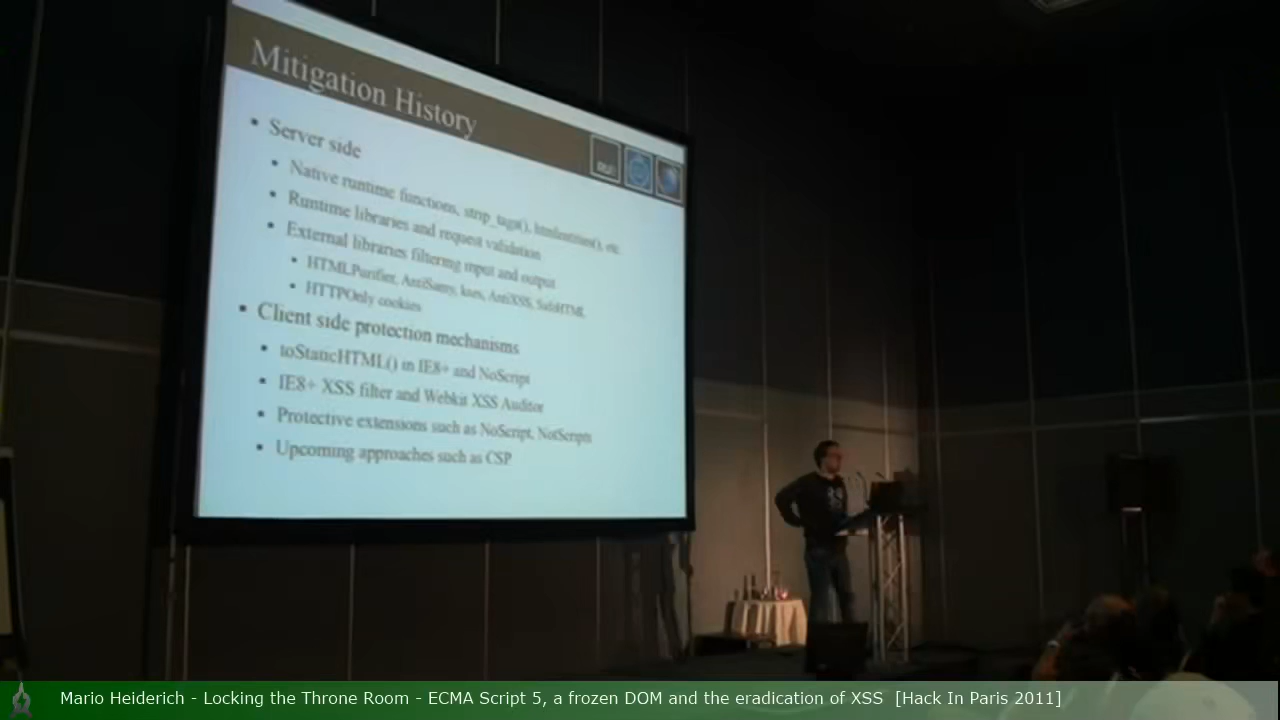 Mitigation History
Server side
Native runtime functions, strip_tags(), htmlentities(), etc.
Runtime libraries and request validation
External libraries filtering input and output
HTMLPurifier, AntiSamy, kses, AntiXSS, SafeHTML
HTTPOnly cookies
Client side protection mechanisms
toStaticHTML() in IE8+ and NoScript
IE8+ XSS filter and Webkit XSS Auditor
Protective extensions such as NoScript, NotScripts
Upcoming approaches such as CSP
Mario Heiderich - Locking the Throne Room - ECMA Script 5, a frozen DOM and the eradication of XSS [Hack In Paris 2011]